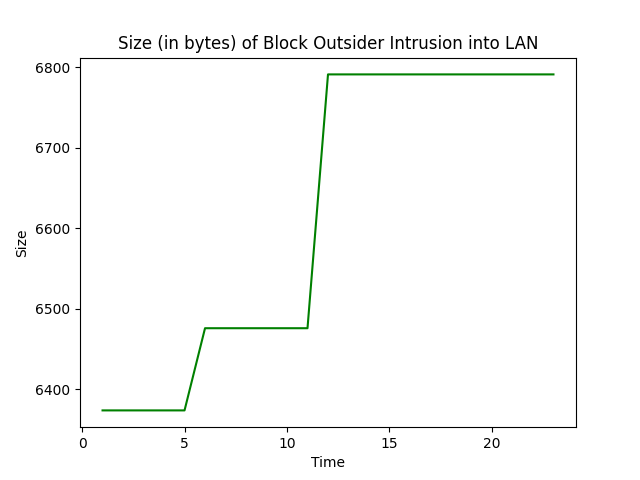 Size (in bytes) of Block Outsider Intrusion into LAN
6800
6700
6600
6500
6400
Size
0 5 10 15 20
Time